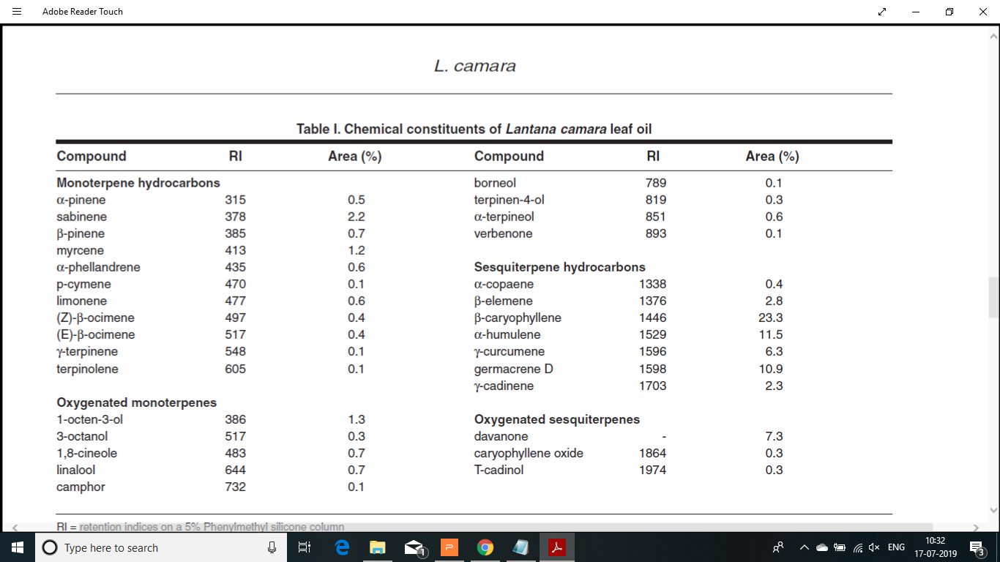 Adobe Reader Touch
L. camara
Table I. Chemical constituents of Lantana camara leaf oil
Compound RI Area (%)
Monoterpene hydrocarbons
α-pinene 315 0.5
sabinene 378 2.2
β-pinene 385 0.7
myrcene 413 1.2
α-phellandrene 435 0.6
p-cymene 470 0.1
limonene 477 0.6
(Z)-β-ocimene 497 0.4
(E)-β-ocimene 517 0.4
γ-terpinene 548 0.1
terpinolene 605 0.1
Oxygenated monoterpenes
1-octen-3-ol 386 1.3
3-octanol 517 0.3
1,8-cineole 483 0.7
linalool 644 0.7
camphor 732 0.1
Compound RI Area (%)
borneol 789 0.1
terpinen-4-ol 819 0.3
α-terpineol 851 0.6
verbenone 893 0.1
Sesquiterpene hydrocarbons
α-copaene 1338 0.4
β-elemene 1376 2.8
β-caryophyllene 1446 23.3
α-humulene 1529 11.5
γ-curcumene 1596 6.3
germacrene D 1598 10.9
γ-cadinene 1703 2.3
Oxygenated sesquiterpenes
davanone - 7.3
caryophyllene oxide 1864 0.3
T-cadinol 1974 0.3
RI = retention indices on a 5% Phenylmethyl silicone column
Type here to search
1
ENG
10:32
17-07-2019
3